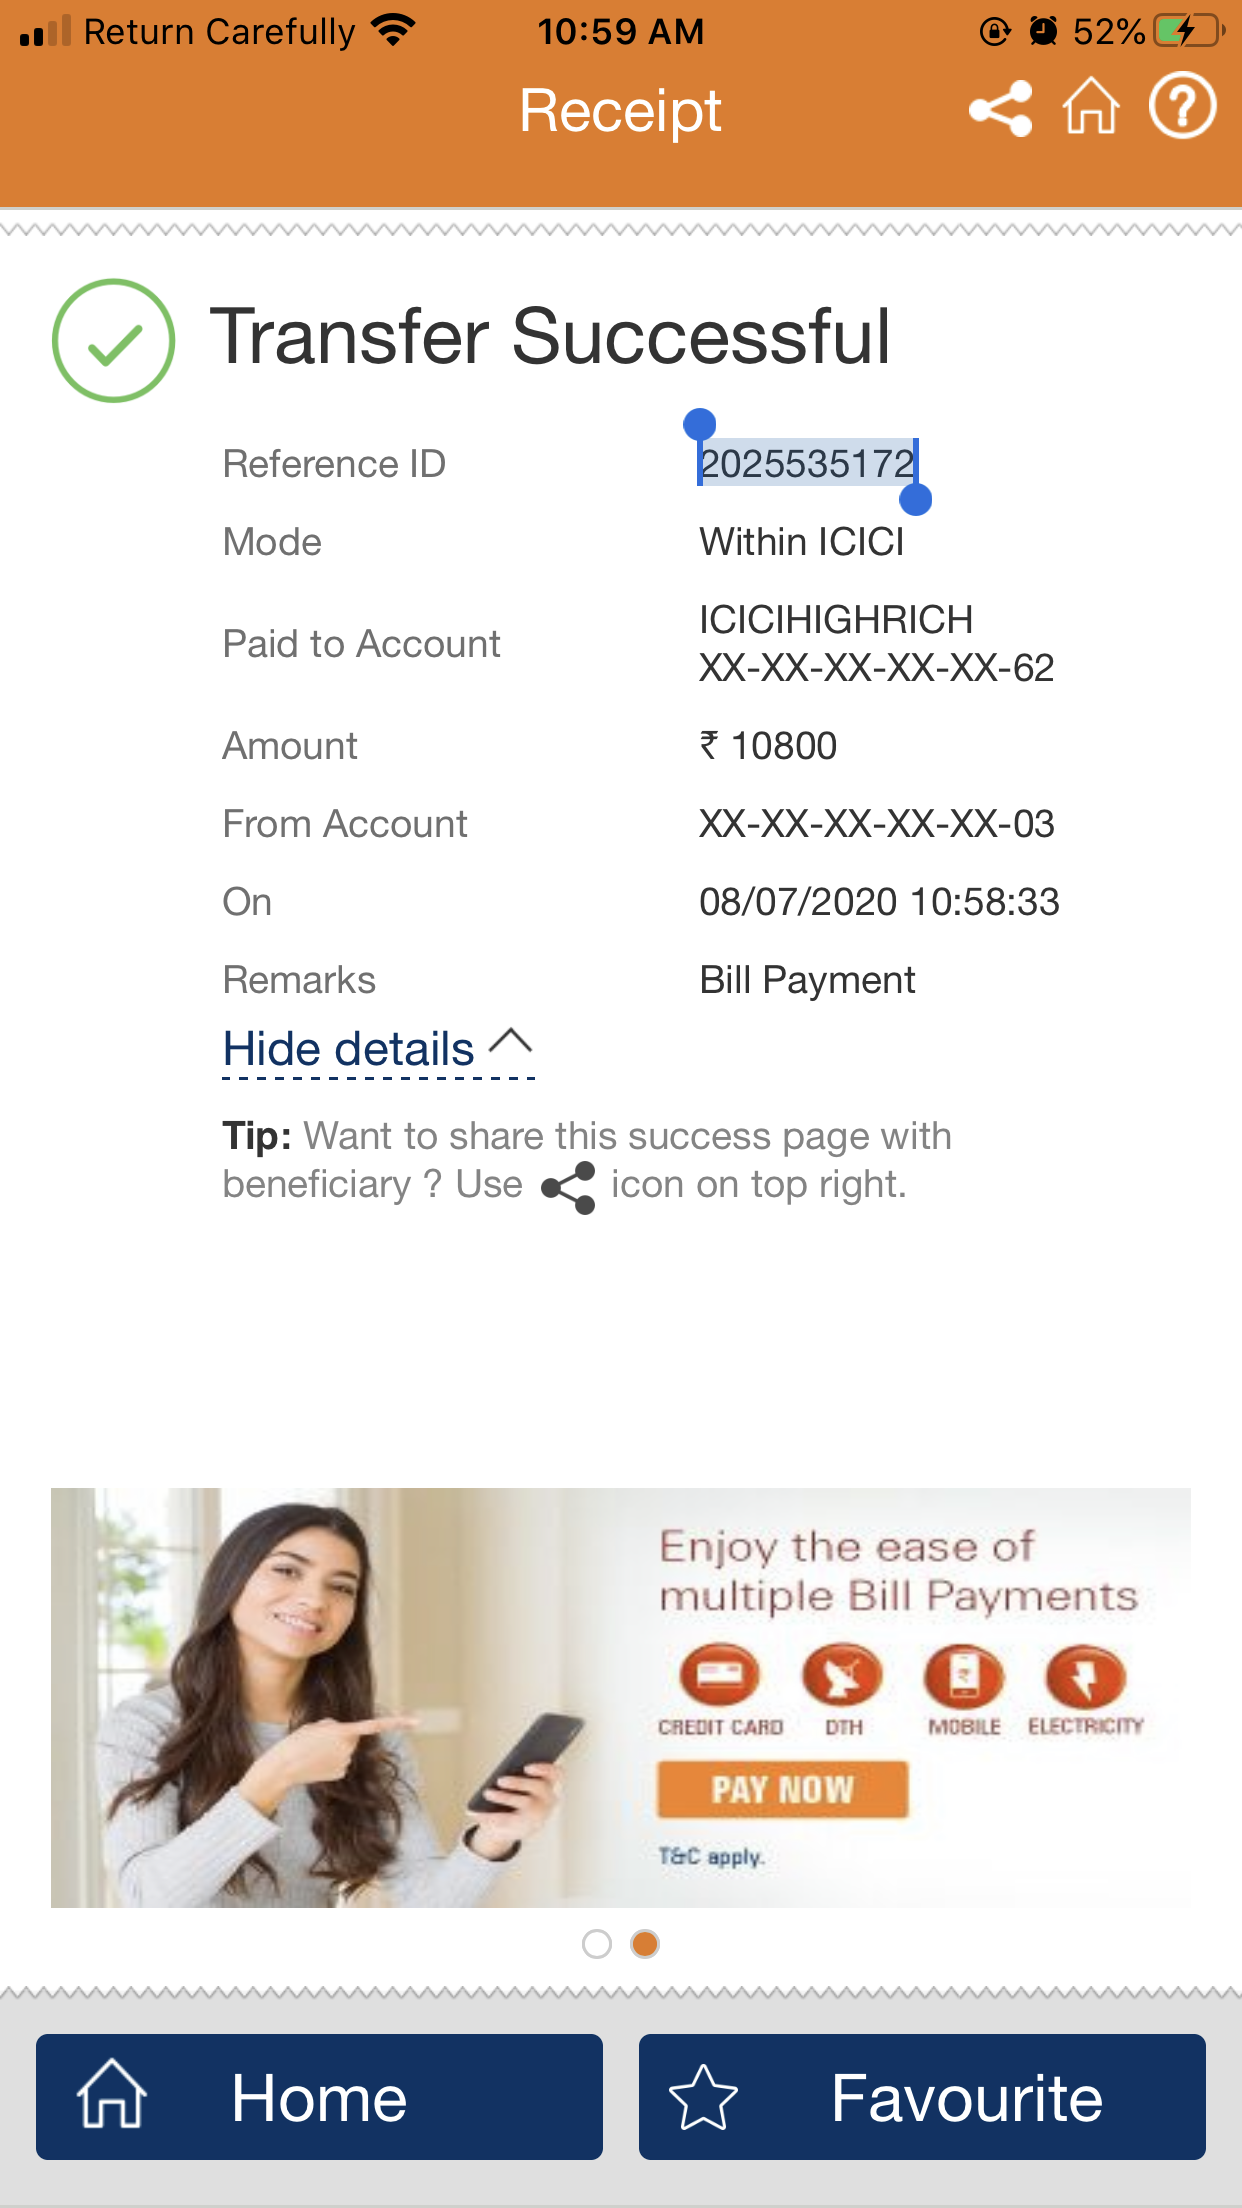 Return Carefully 10:59 AM 52%
Receipt
Transfer Successful
Reference ID 2025535172
Mode Within ICICI
Paid to Account ICICIHIGHRICH
XX-XX-XX-XX-XX-62
Amount ₹ 10800
From Account XX-XX-XX-XX-XX-03
On 08/07/2020 10:58:33
Remarks Bill Payment
Hide details
Tip: Want to share this success page with
beneficiary ? Use icon on top right.
Enjoy the ease of
multiple Bill Payments
CREDIT CARD DTH MOBILE ELECTRICITY
PAY NOW
T&C apply.
Home Favourite